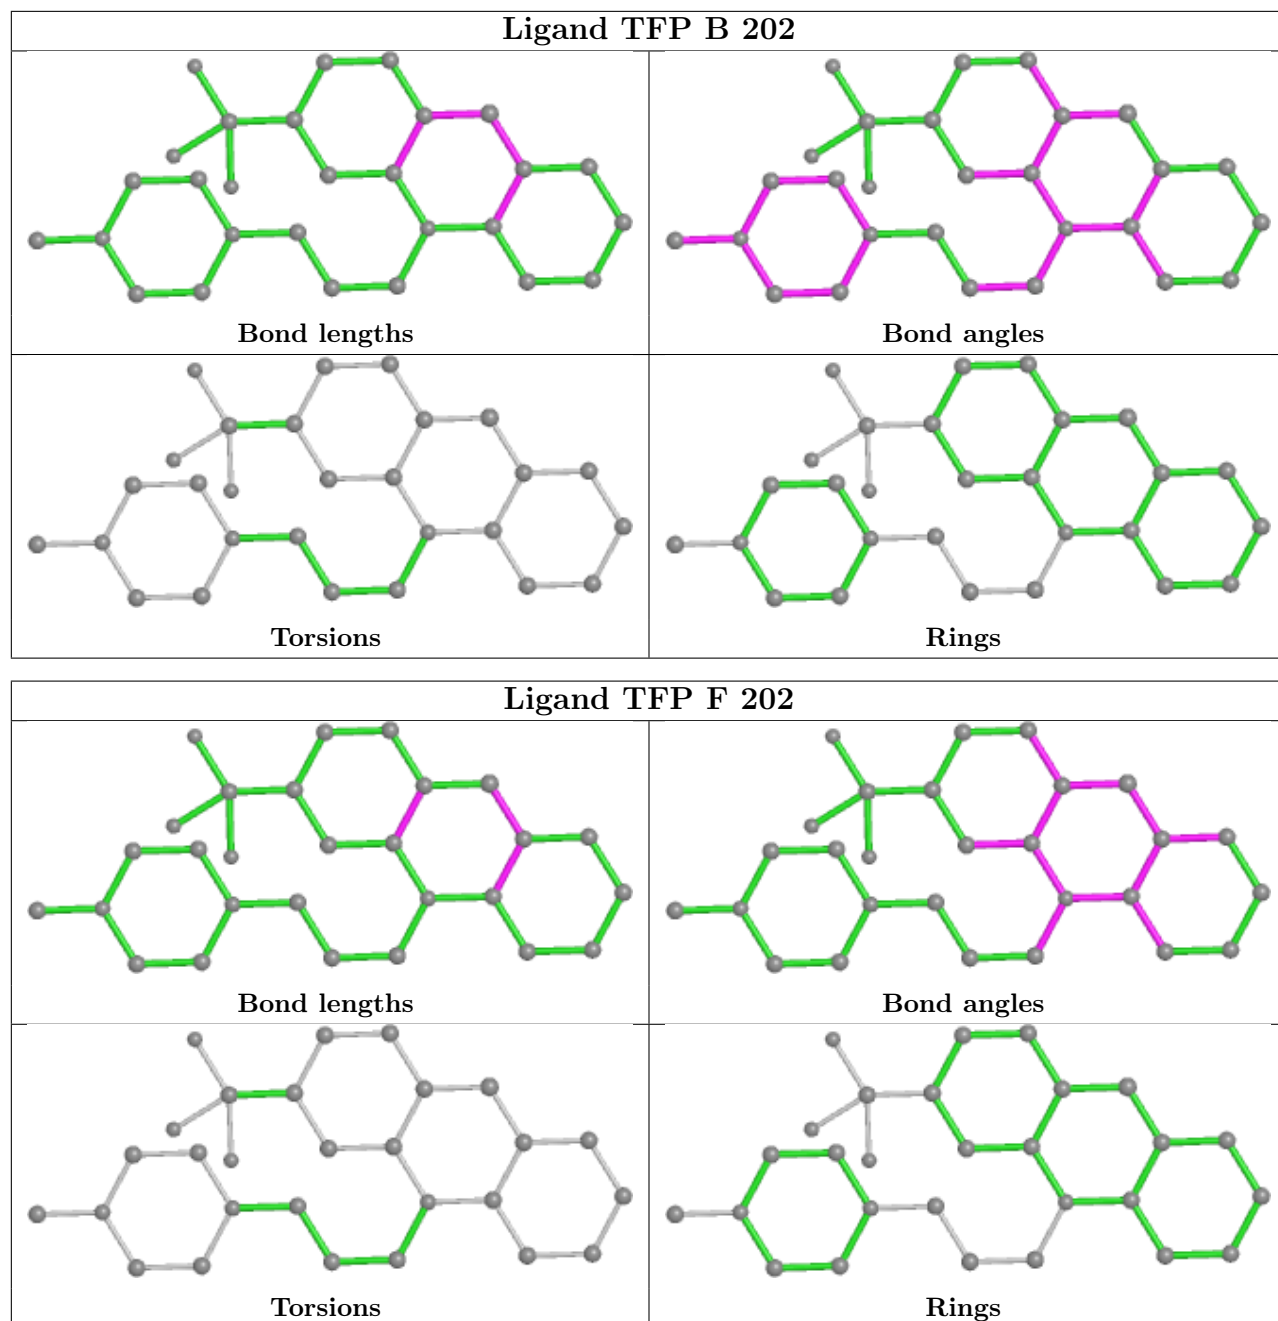 Ligand TFP B 202
Bond lengths
Bond angles
Torsions
Rings
Ligand TFP F 202
Bond lengths
Bond angles
Torsions
Rings